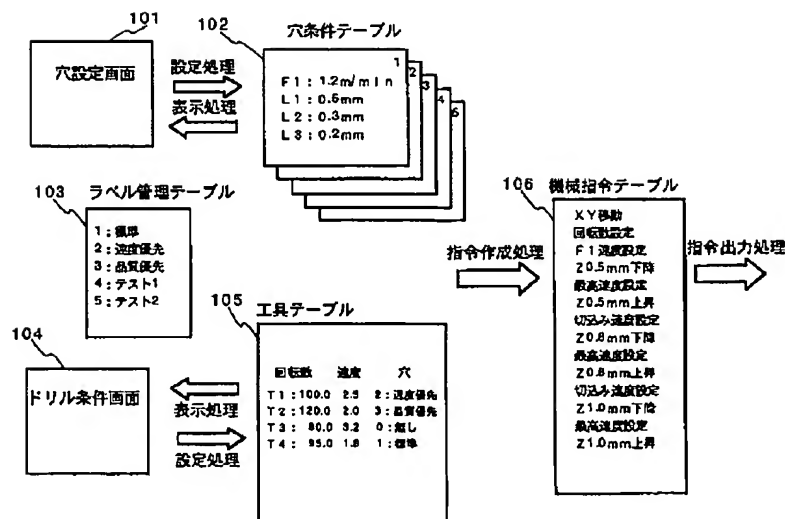 101
穴設定画面
設定処理
表示処理
102
穴条件テーブル
1
F1:1.2m/min
L1:0.5mm
L2:0.3mm
L3:0.2mm
2
3
4
5
103
ラベル管理テーブル
1:標準
2:速度優先
3:品質優先
4:テスト1
5:テスト2
104
ドリル条件画面
表示処理
設定処理
105
工具テーブル
回転数 速度 穴
T1:100.0 2.5 2:速度優先
T2:120.0 2.0 3:品質優先
T3: 80.0 3.2 0:無し
T4: 95.0 1.8 1:標準
指令作成処理
106
機械指令テーブル
XY移動
回転数設定
F1速度設定
Z0.5mm下降
最高速度設定
Z0.5mm上昇
切込み速度設定
Z0.8mm下降
最高速度設定
Z0.8mm上昇
切込み速度設定
Z1.0mm下降
最高速度設定
Z1.0mm上昇
指令出力処理